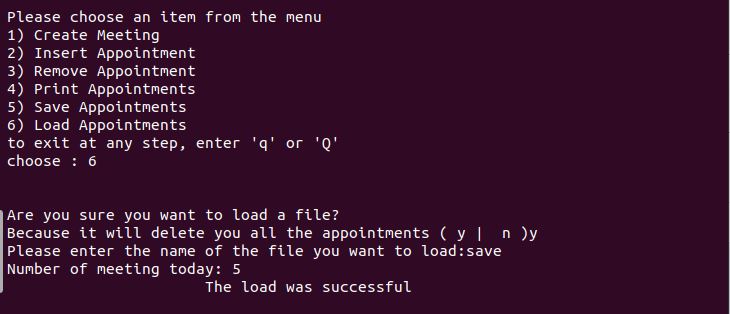 Please choose an item from the menu
1) Create Meeting
2) Insert Appointment
3) Remove Appointment
4) Print Appointments
5) Save Appointments
6) Load Appointments
to exit at any step, enter 'q' or 'Q'
choose : 6
Are you sure you want to load a file?
Because it will delete you all the appointments ( y |  n )y
Please enter the name of the file you want to load:save
Number of meeting today: 5
The load was successful